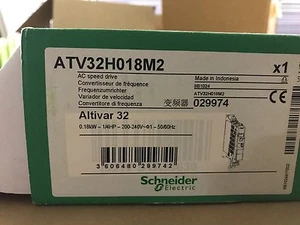 ATV32H018M2
x1
AC speed drive
Convertisseur de fréquence
Frequenzumrichter
Variador de velocidad
Convertitore di frequenza
变频器
Made in Indonesia
ATV32H018M2
029974
CE
Altivar 32
0.18kW - 1/4HP - 200-240V~Φ1 - 50/60Hz
Schneider
Electric
3 606480 299742